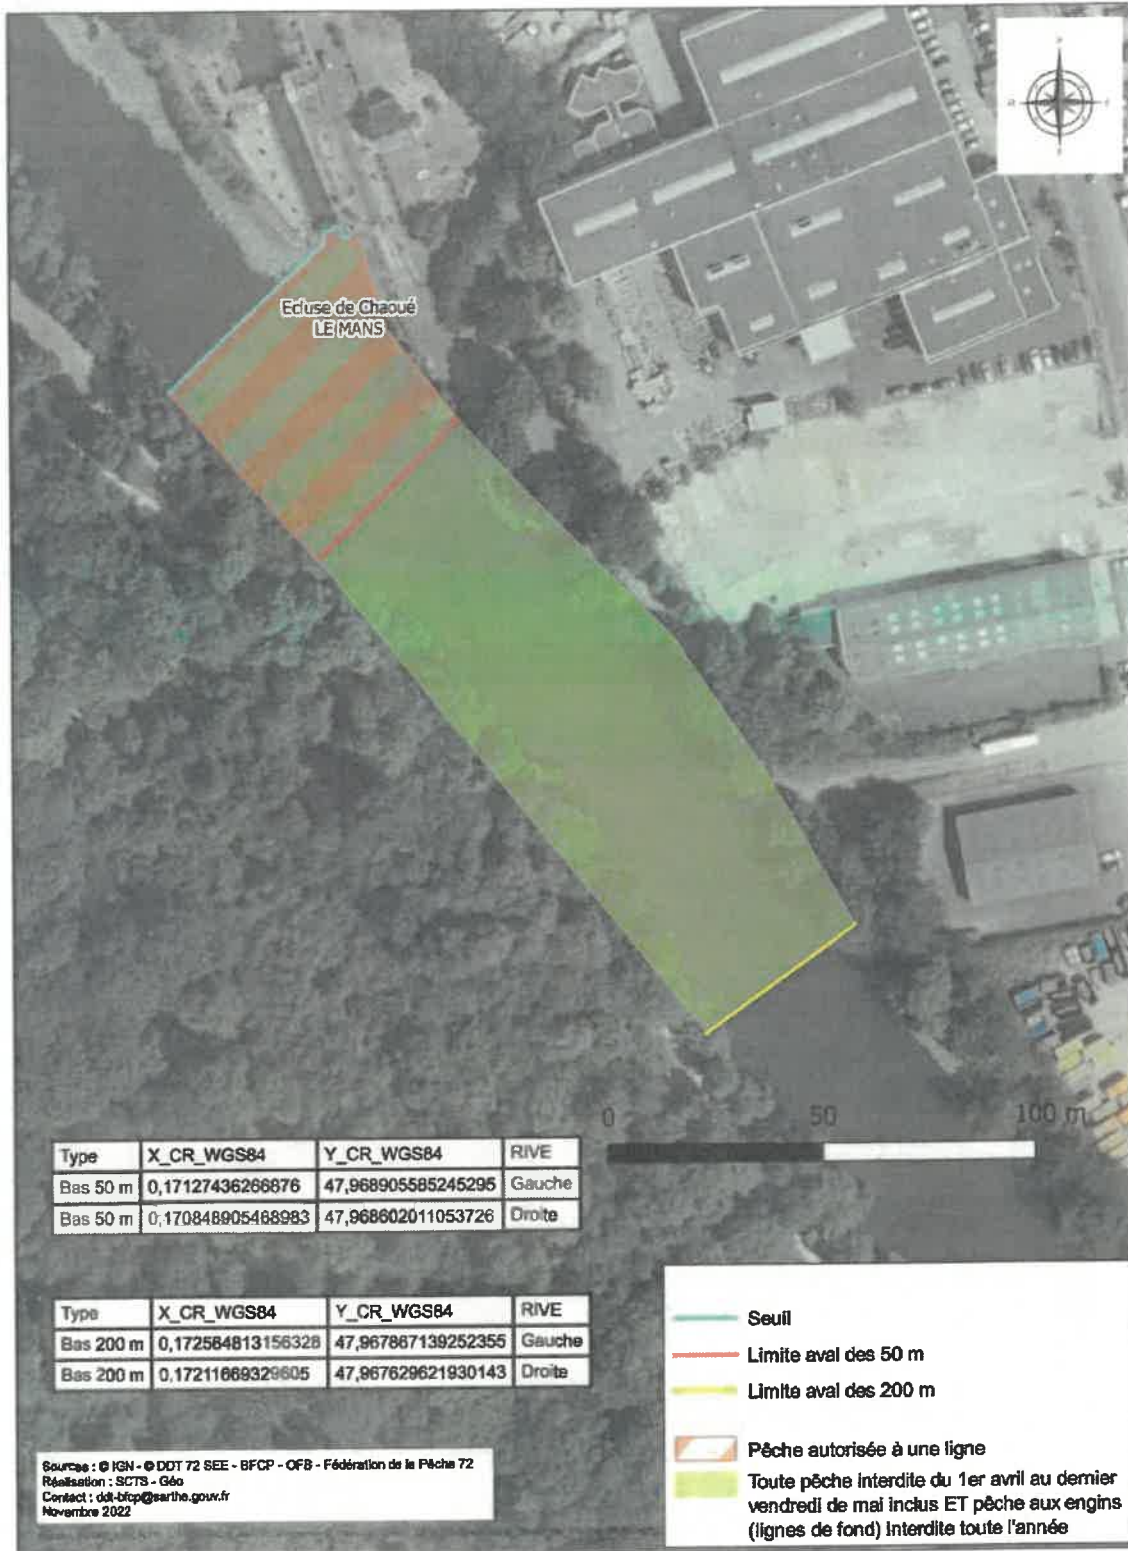 Ecluse de Chaoué
LE MANS
0 50 100 m
Type X_CR_WGS84 Y_CR_WGS84 RIVE
Bas 50 m 0,17127436266876 47,968905585245295 Gauche
Bas 50 m 0,170848905468983 47,968602011053726 Droite
Type X_CR_WGS84 Y_CR_WGS84 RIVE
Bas 200 m 0,172584813156328 47,967867139252355 Gauche
Bas 200 m 0,17211669329605 47,967629621930143 Droite
Seuil
Limite aval des 50 m
Limite aval des 200 m
Pêche autorisée à une ligne
Toute pêche interdite du 1er avril au dernier
vendredi de mai inclus ET pêche aux engins
(lignes de fond) interdite toute l'année
Sources : © IGN - © DDT 72 SEE - BFCP - OFB - Fédération de la Pêche 72
Réalisation : SCTS - Géo
Contact : ddt-bfcp@sarthe.gouv.fr
Novembre 2022